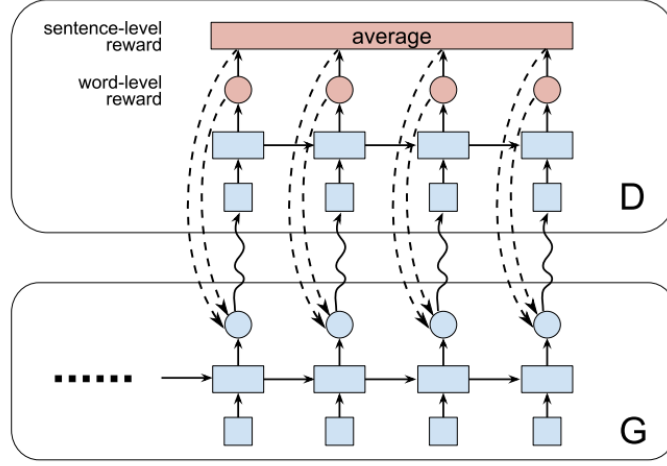 sentence-level
reward
average
word-level
reward
D
......
G